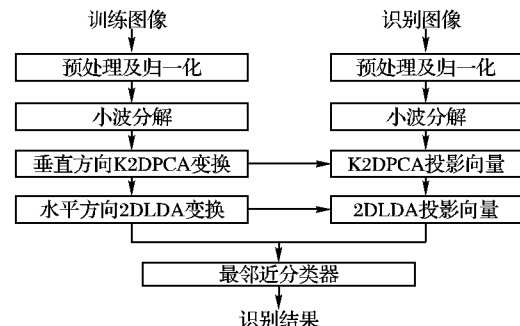 训练图像
识别图像
预处理及归一化
预处理及归一化
小波分解
小波分解
垂直方向K2DPCA变换
K2DPCA投影向量
水平方向2DLDA变换
2DLDA投影向量
最邻近分类器
识别结果